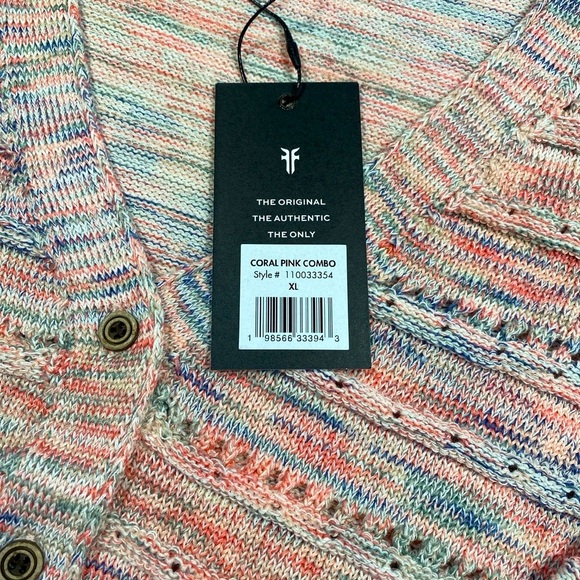 THE ORIGINAL
THE AUTHENTIC
THE ONLY
CORAL PINK COMBO
Style # 110033354
XL
1 98566 33394 3